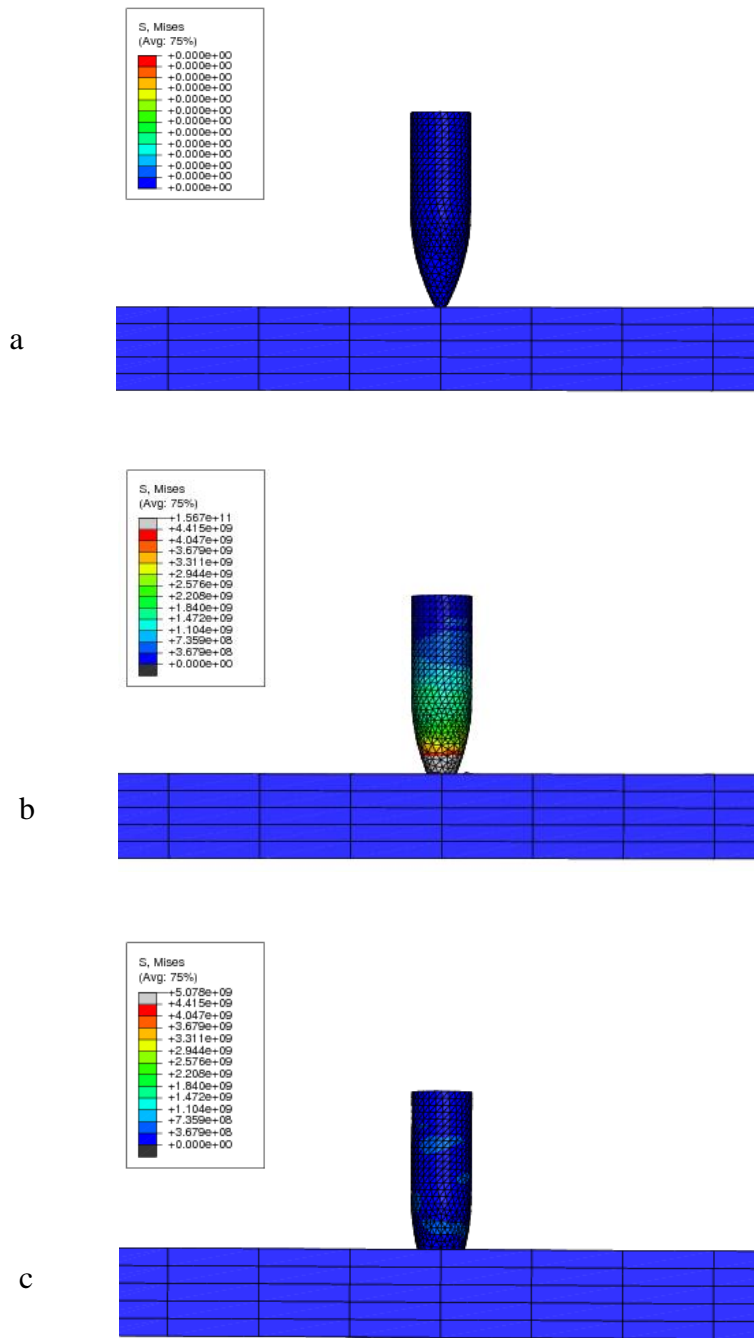 S, Mises
(Avg: 75%)
+0.000e+00
+0.000e+00
+0.000e+00
+0.000e+00
+0.000e+00
+0.000e+00
+0.000e+00
+0.000e+00
+0.000e+00
+0.000e+00
+0.000e+00
+0.000e+00
+0.000e+00
a
S, Mises
(Avg: 75%)
+1.567e+11
+4.415e+09
+4.047e+09
+3.679e+09
+3.311e+09
+2.944e+09
+2.576e+09
+2.208e+09
+1.840e+09
+1.472e+09
+1.104e+09
+7.359e+08
+3.679e+08
+0.000e+00
b
S, Mises
(Avg: 75%)
+5.078e+09
+4.415e+09
+4.047e+09
+3.679e+09
+3.311e+09
+2.944e+09
+2.576e+09
+2.208e+09
+1.840e+09
+1.472e+09
+1.104e+09
+7.359e+08
+3.679e+08
+0.000e+00
c